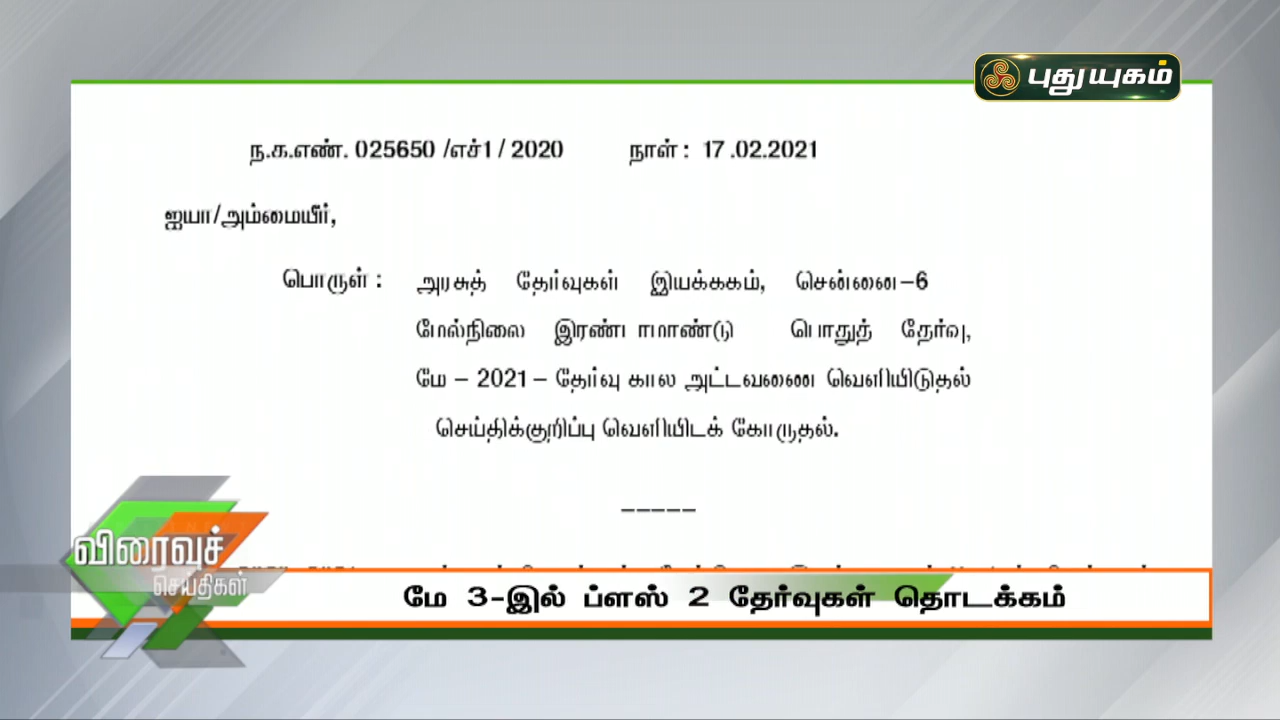 புதுயுகம்
ந.க.எண். 025650 /எச்1 / 2020 நாள் : 17 .02.2021
ஐயா/அம்மையீர்,
பொருள் : அரசுத் தேர்வுகள் இயக்ககம், சென்னை–6
மேல்நிலை இரண்டாமாண்டு பொதுத் தேர்வு,
மே – 2021 – தேர்வு கால அட்டவணை வெளியிடுதல்
செய்திக்குறிப்பு வெளியிடக் கோருதல்.
-----
விரைவுச்
செய்திகள்
மே 3-இல் ப்ளஸ் 2 தேர்வுகள் தொடக்கம்